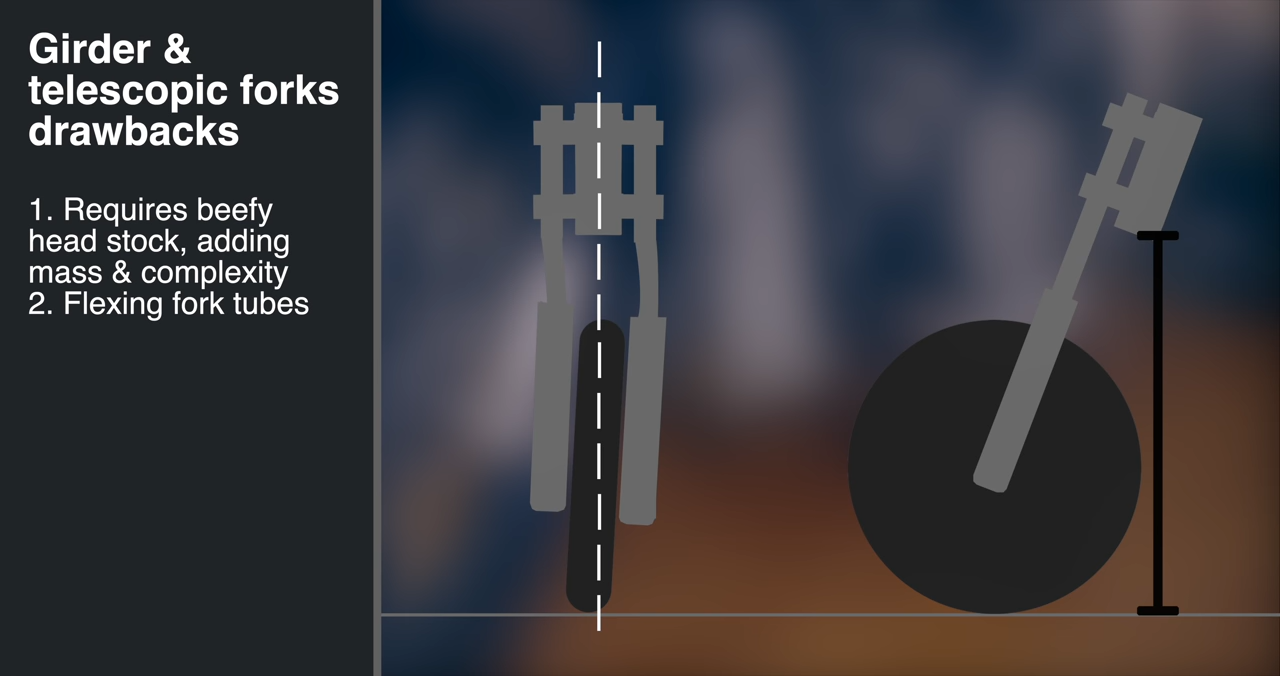 Girder &
telescopic forks
drawbacks
1. Requires beefy
head stock, adding
mass & complexity
2. Flexing fork tubes